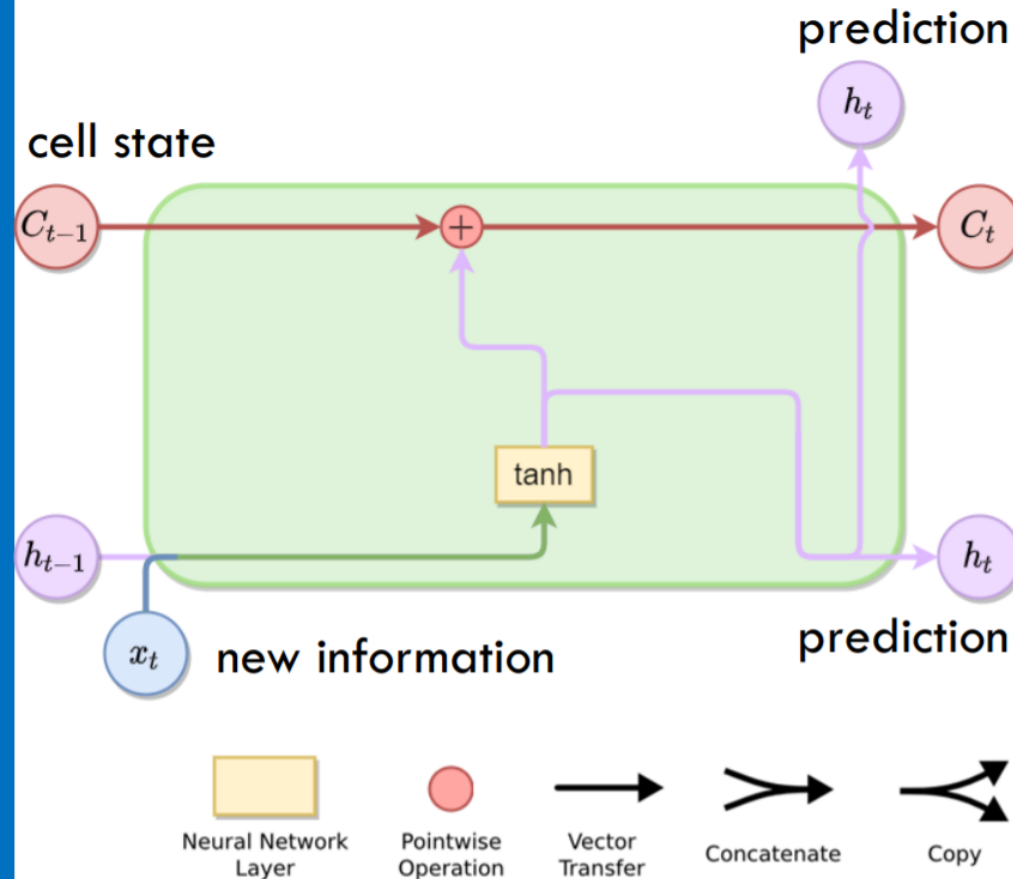 prediction
h_t
cell state
C_{t-1}
+
C_t
tanh
h_{t-1}
h_t
x_t
new information
prediction
Neural Network
Layer
Pointwise
Operation
Vector
Transfer
Concatenate
Copy